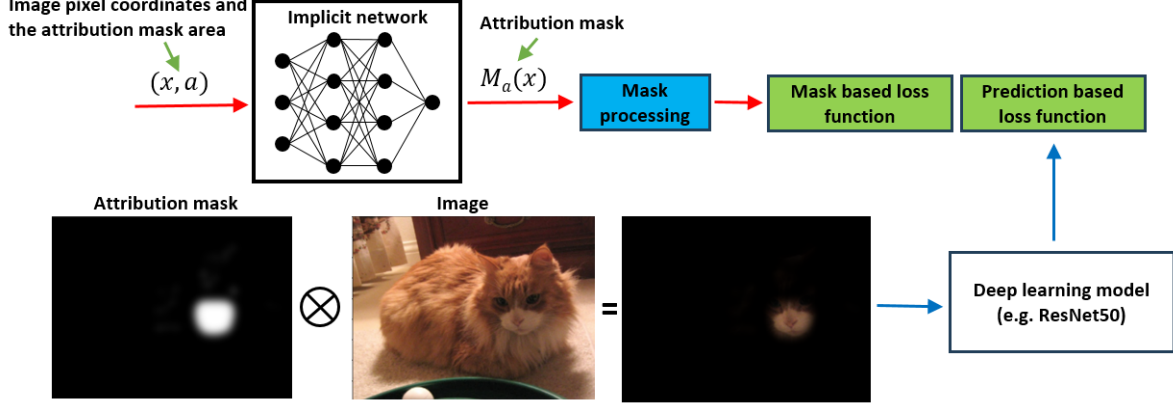 Image pixel coordinates and
the attribution mask area
(x, a)
Implicit network
Attribution mask
M_a(x)
Mask
processing
Mask based loss
function
Prediction based
loss function
Attribution mask
Image
=
Deep learning model
(e.g. ResNet50)